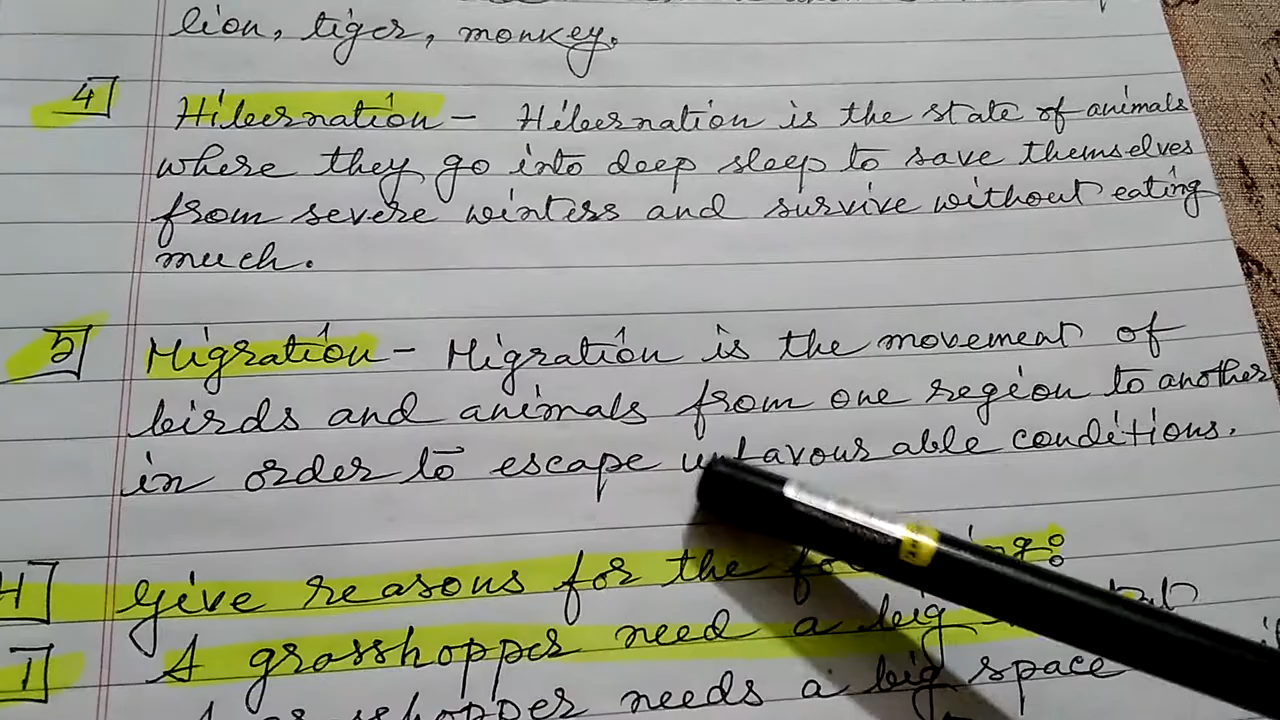 lion, tiger, monkey.
4 Hibernation - Hibernation is the state of animals
where they go into deep sleep to save themselves
from severe winters and survive without eating
much.
5 Migration - Migration is the movement of
birds and animals from one region to another
in order to escape unfavourable conditions.
H Give reasons for the
1 A grasshopper need a big
needs a big space